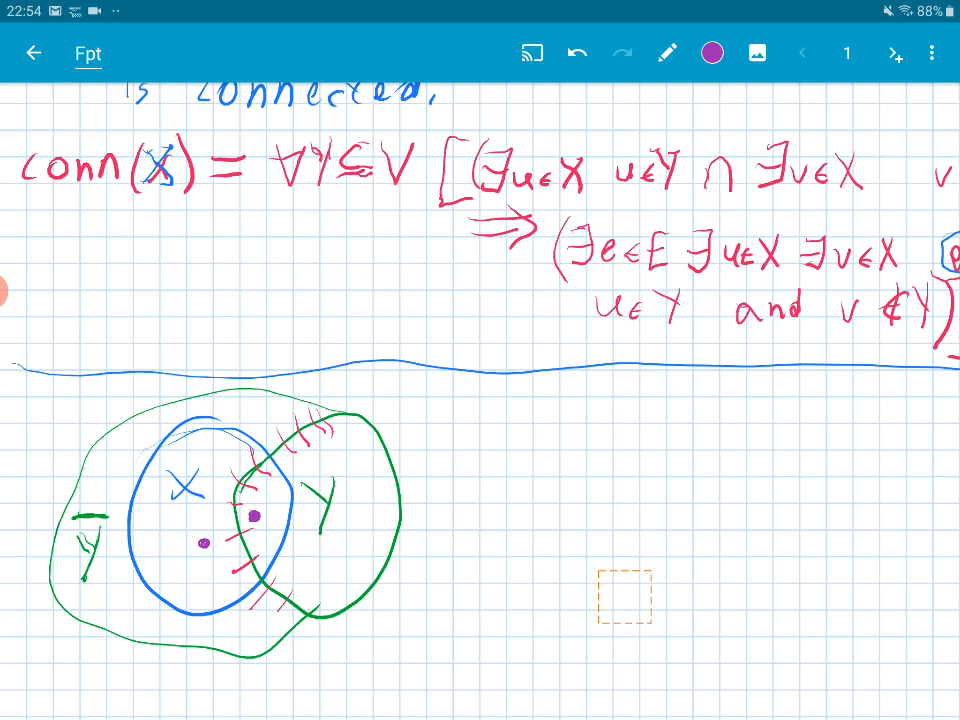 22:54 88%
Fpt 1
is connected.
conn(X) = ∀Y⊆V [(∃u∈X u∈Y ∩ ∃v∈X v
⇒ (∃e∈E ∃u∈X ∃v∈X
u∈Y and v ∉Y)]
X Y
Y̅